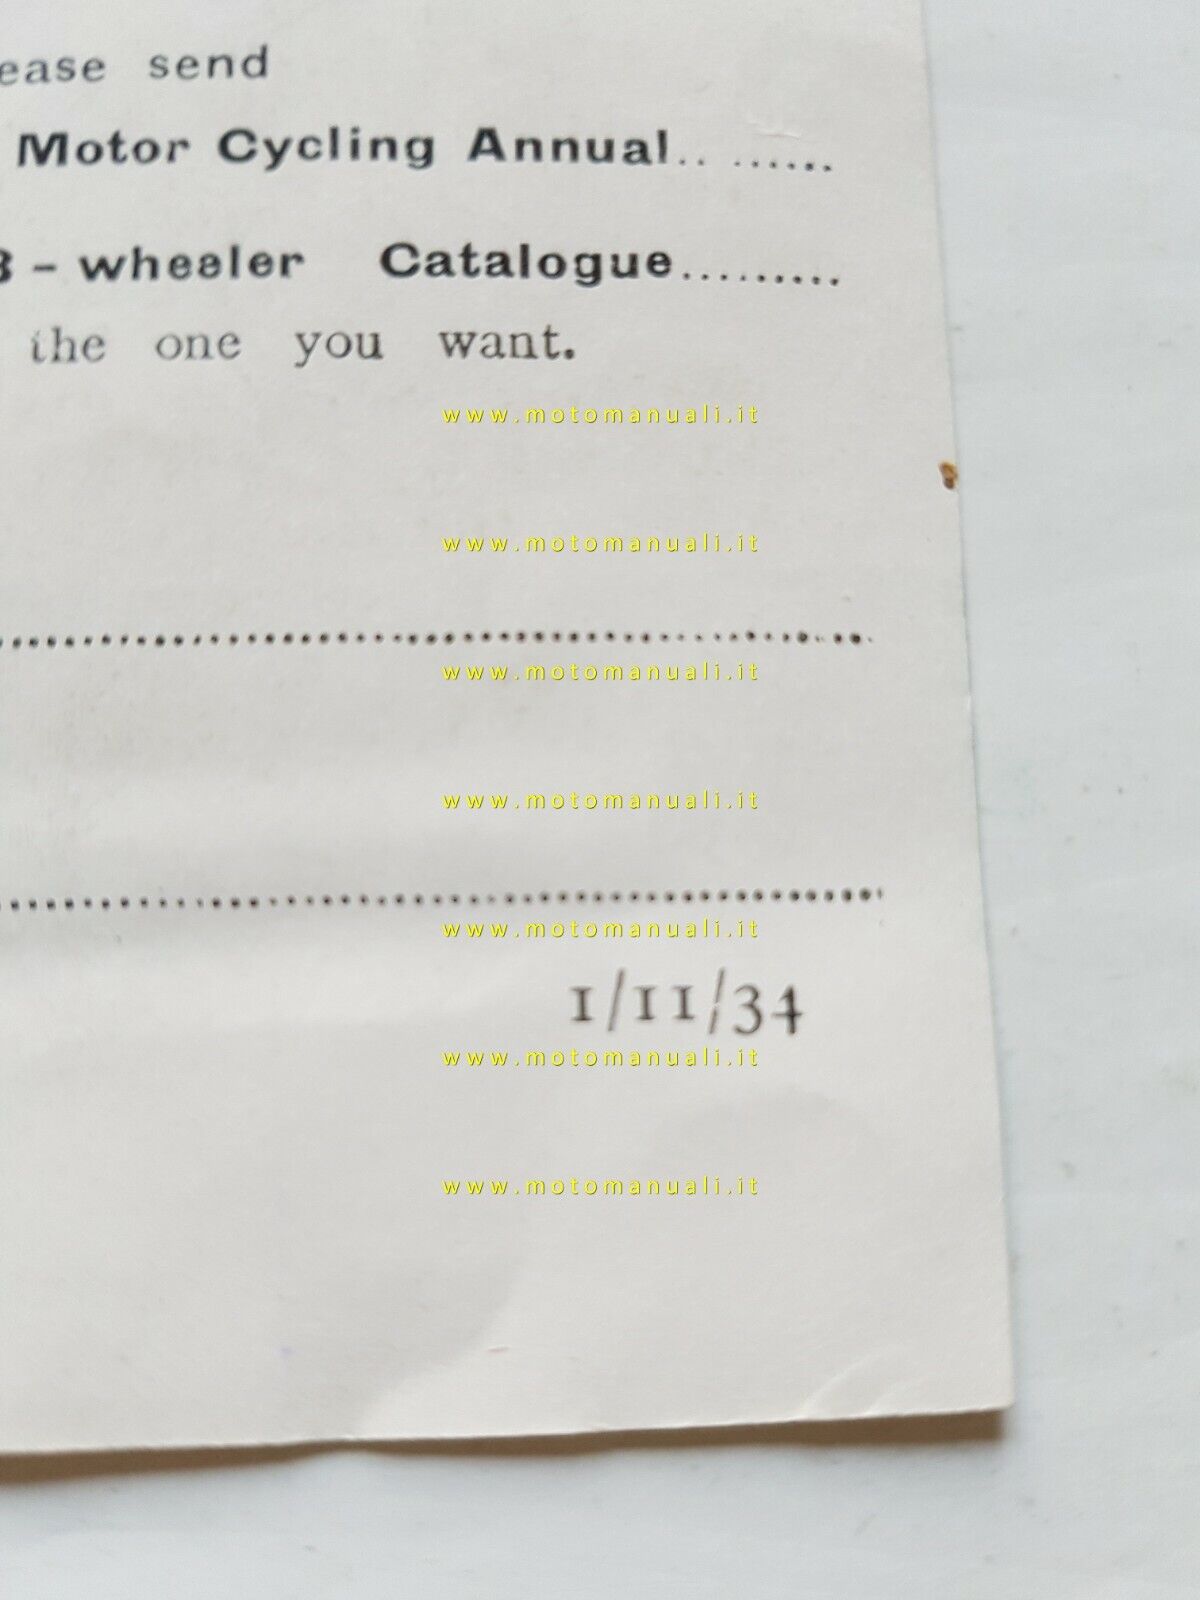 ease send
Motor Cycling Annual.. ......
3 - wheeler Catalogue.........
the one you want.
www.motomanuali.it
www.motomanuali.it
www.motomanuali.it
www.motomanuali.it
www.motomanuali.it
1/11/34
www.motomanuali.it
www.motomanuali.it